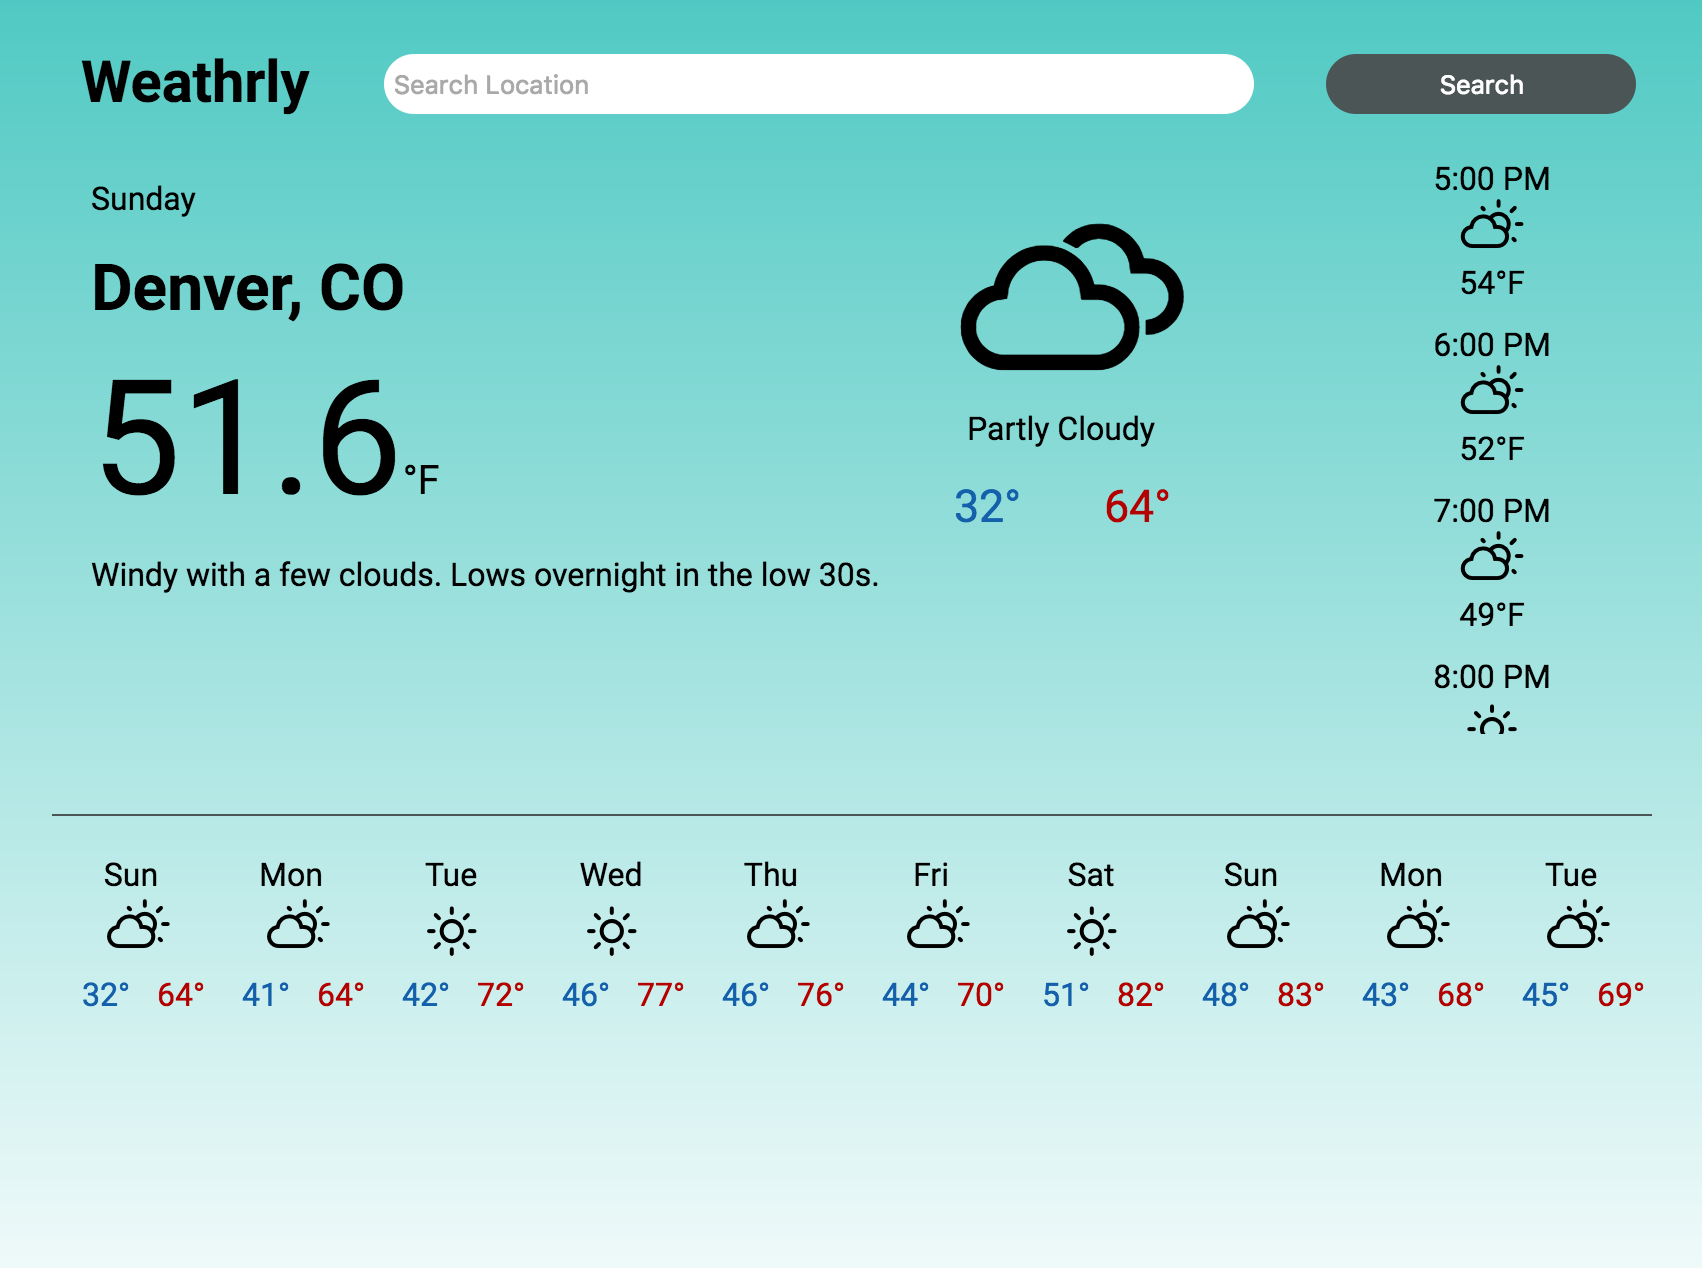 Weathrly
Search Location
Search
Sunday
Denver, CO
51.6 °F
Windy with a few clouds. Lows overnight in the low 30s.
Partly Cloudy
32° 64°
5:00 PM
54°F
6:00 PM
52°F
7:00 PM
49°F
8:00 PM
Sun Mon Tue Wed Thu Fri Sat Sun Mon Tue
32° 64° 41° 64° 42° 72° 46° 77° 46° 76° 44° 70° 51° 82° 48° 83° 43° 68° 45° 69°